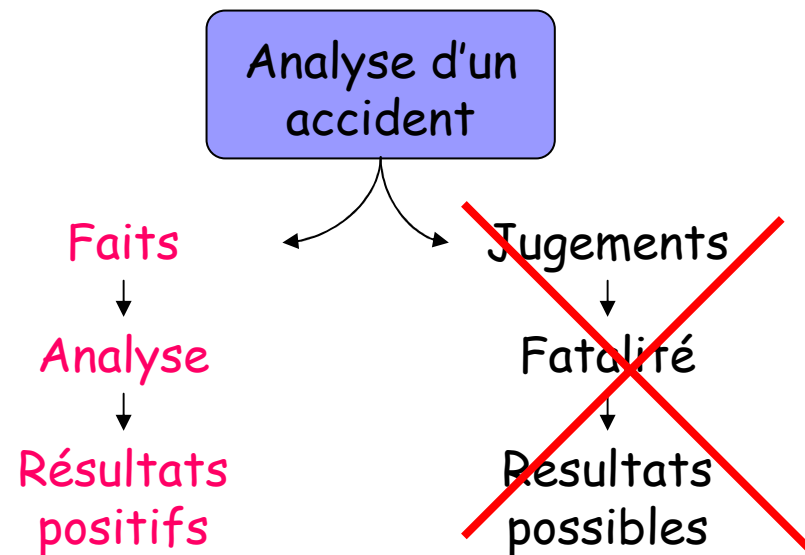 Analyse d'un
accident
Faits
Jugements
Analyse
Fatalité
Résultats
positifs
Resultats
possibles